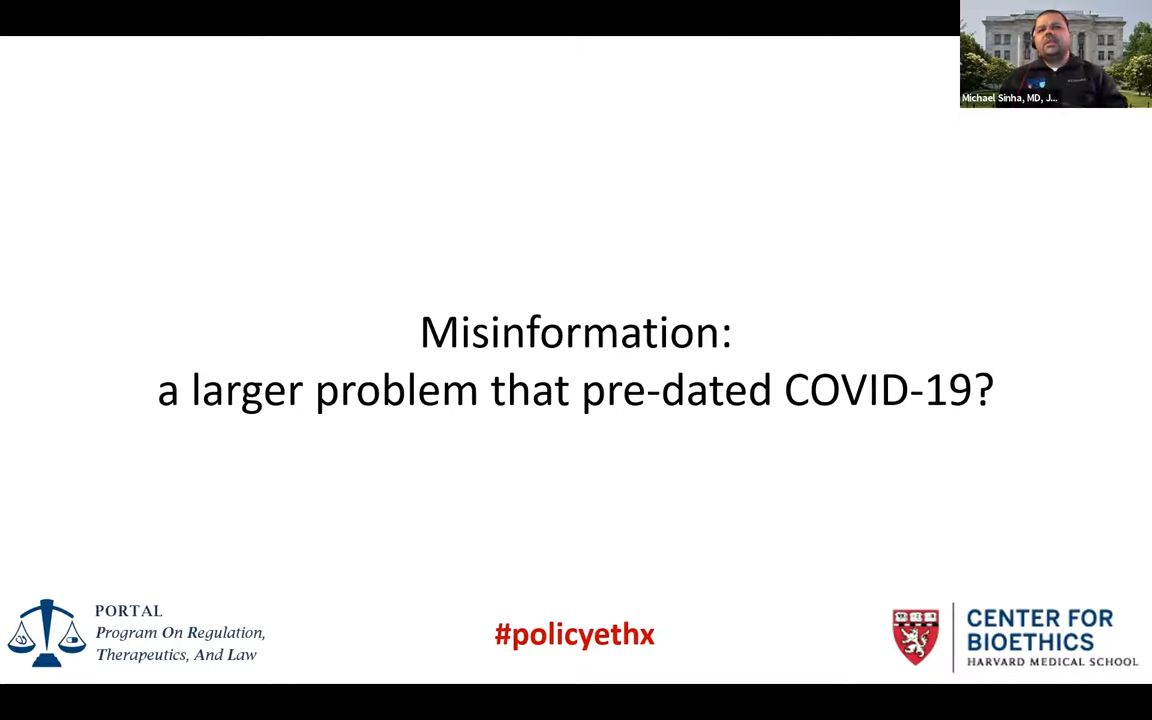 Michael Sinha, MD, J...
Misinformation:
a larger problem that pre-dated COVID-19?
PORTAL
Program On Regulation,
Therapeutics, And Law
#policyethx
CENTER FOR
BIOETHICS
HARVARD MEDICAL SCHOOL